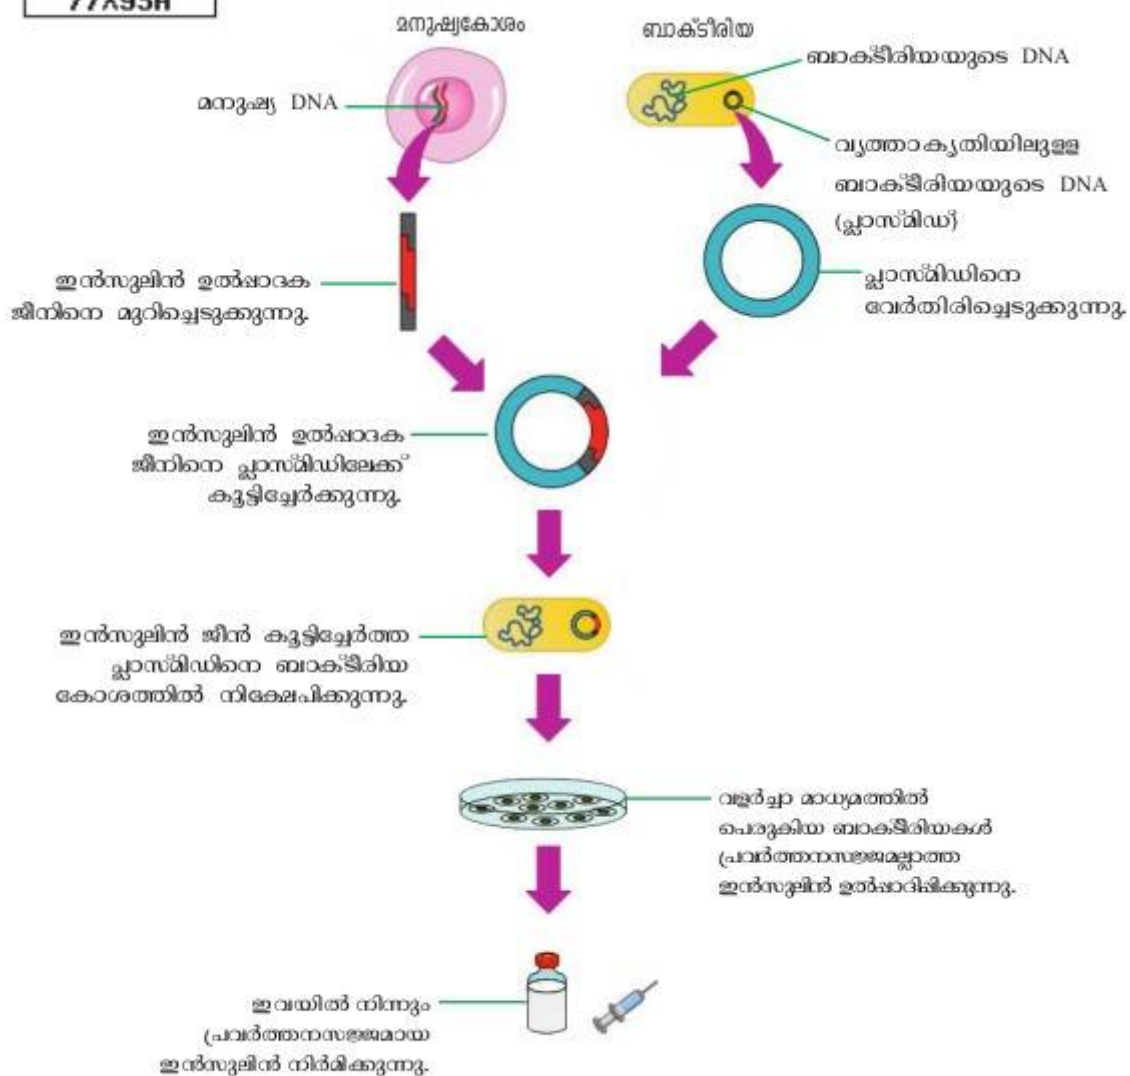 77X95H
മനുഷ്യകോശം
ബാക്ടീരിയ
ബാക്ടീരിയയുടെ DNA
മനുഷ്യ DNA
വൃത്താകൃതിയിലുള്ള
ബാക്ടീരിയയുടെ DNA
(പ്ലാസ്മിഡ്)
ഇൻസുലിൻ ഉൽപ്പാദക
ജീനിനെ മുറിച്ചെടുക്കുന്നു.
പ്ലാസ്മിഡിനെ
വേർതിരിച്ചെടുക്കുന്നു.
ഇൻസുലിൻ ഉൽപ്പാദക
ജീനിനെ പ്ലാസ്മിഡിലേക്ക്
കൂട്ടിച്ചേർക്കുന്നു.
ഇൻസുലിൻ ജീൻ കൂട്ടിച്ചേർത്ത
പ്ലാസ്മിഡിനെ ബാക്ടീരിയ
കോശത്തിൽ നിക്ഷേപിക്കുന്നു.
വളർച്ചാ മാധ്യമത്തിൽ
പെരുകിയ ബാക്ടീരിയകൾ
പ്രവർത്തനസജ്ജമല്ലാത്ത
ഇൻസുലിൻ ഉൽപ്പാദിപ്പിക്കുന്നു.
ഇവയിൽ നിന്നും
പ്രവർത്തനസജ്ജമായ
ഇൻസുലിൻ നിർമിക്കുന്നു.